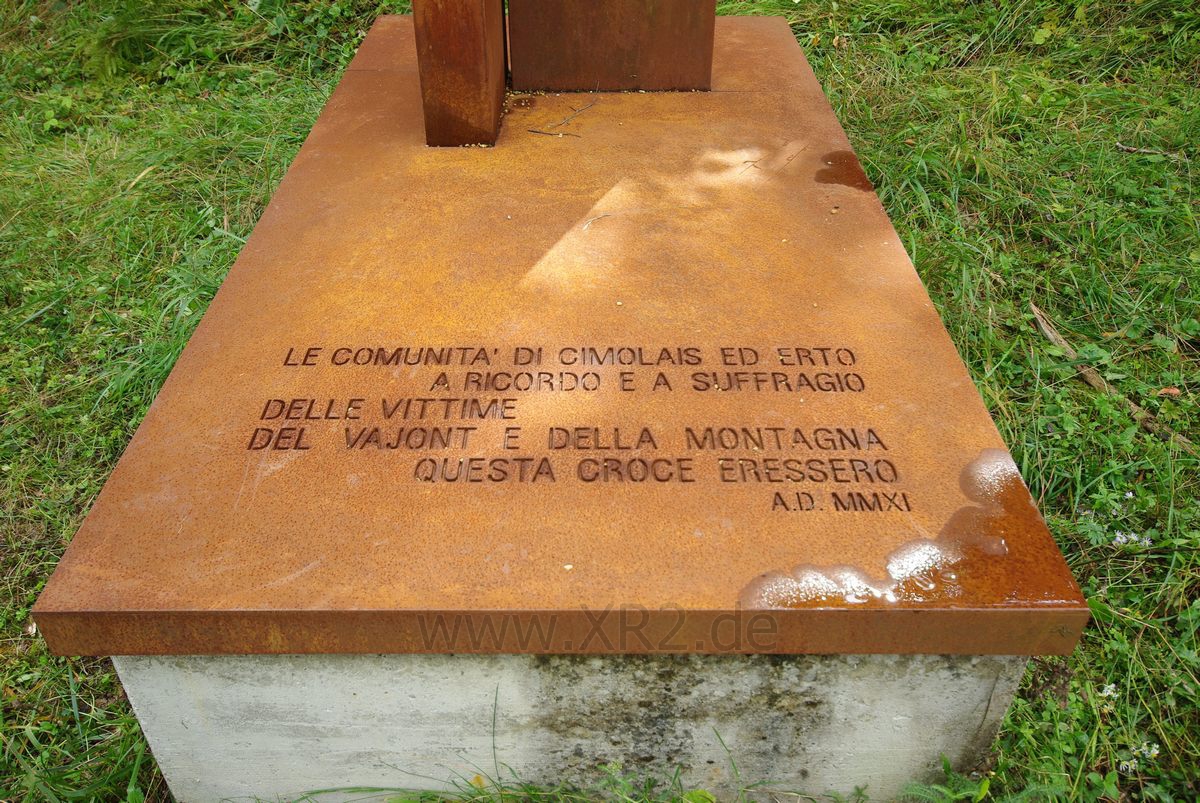 LE COMUNITA' DI CIMOLAIS ED ERTO
A RICORDO E A SUFFRAGIO
DELLE VITTIME
DEL VAJONT E DELLA MONTAGNA
QUESTA CROCE ERESSERO
A.D. MMXI
www.XR2.de